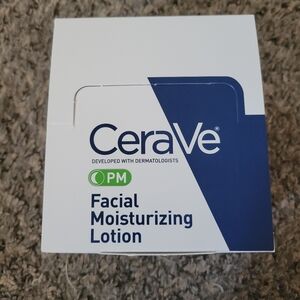 CeraVe®
DEVELOPED WITH DERMATOLOGISTS
PM
Facial
Moisturizing
Lotion